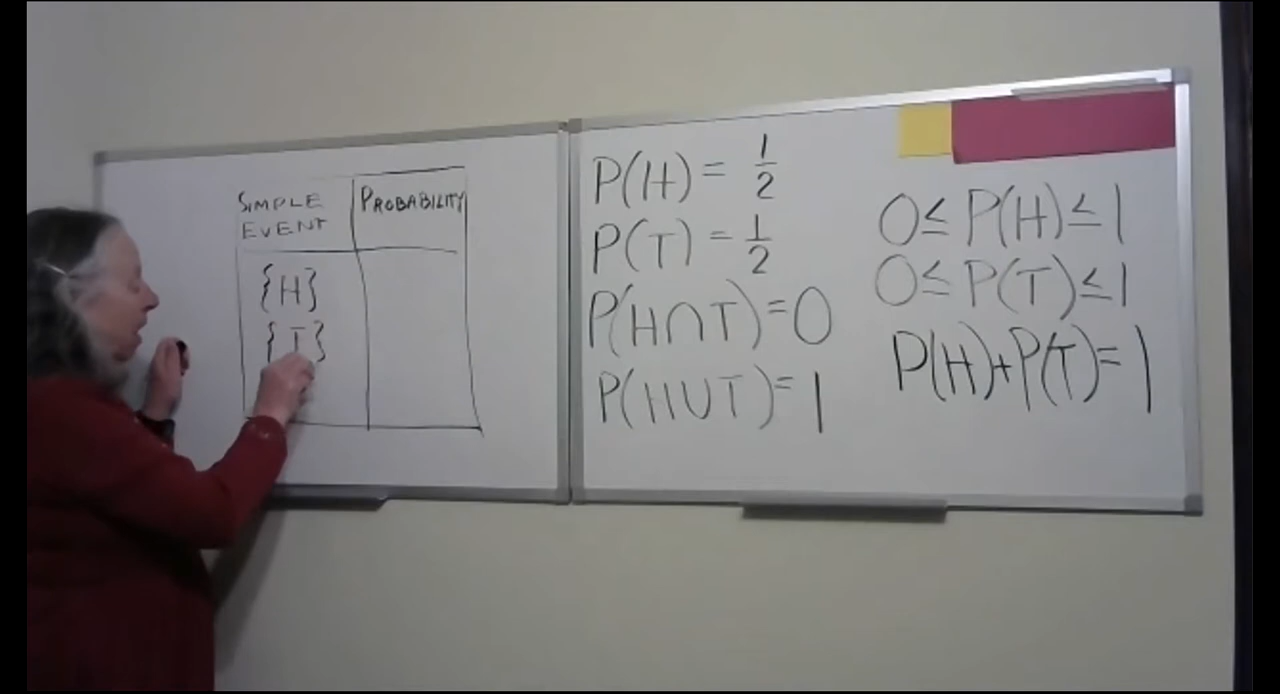 SIMPLE EVENT
PROBABILITY
{H}
{T}
P(H) = 1/2
P(T) = 1/2
P(H∩T) = 0
P(H∪T) = 1
0 ≤ P(H) ≤ 1
0 ≤ P(T) ≤ 1
P(H)+P(T) = 1